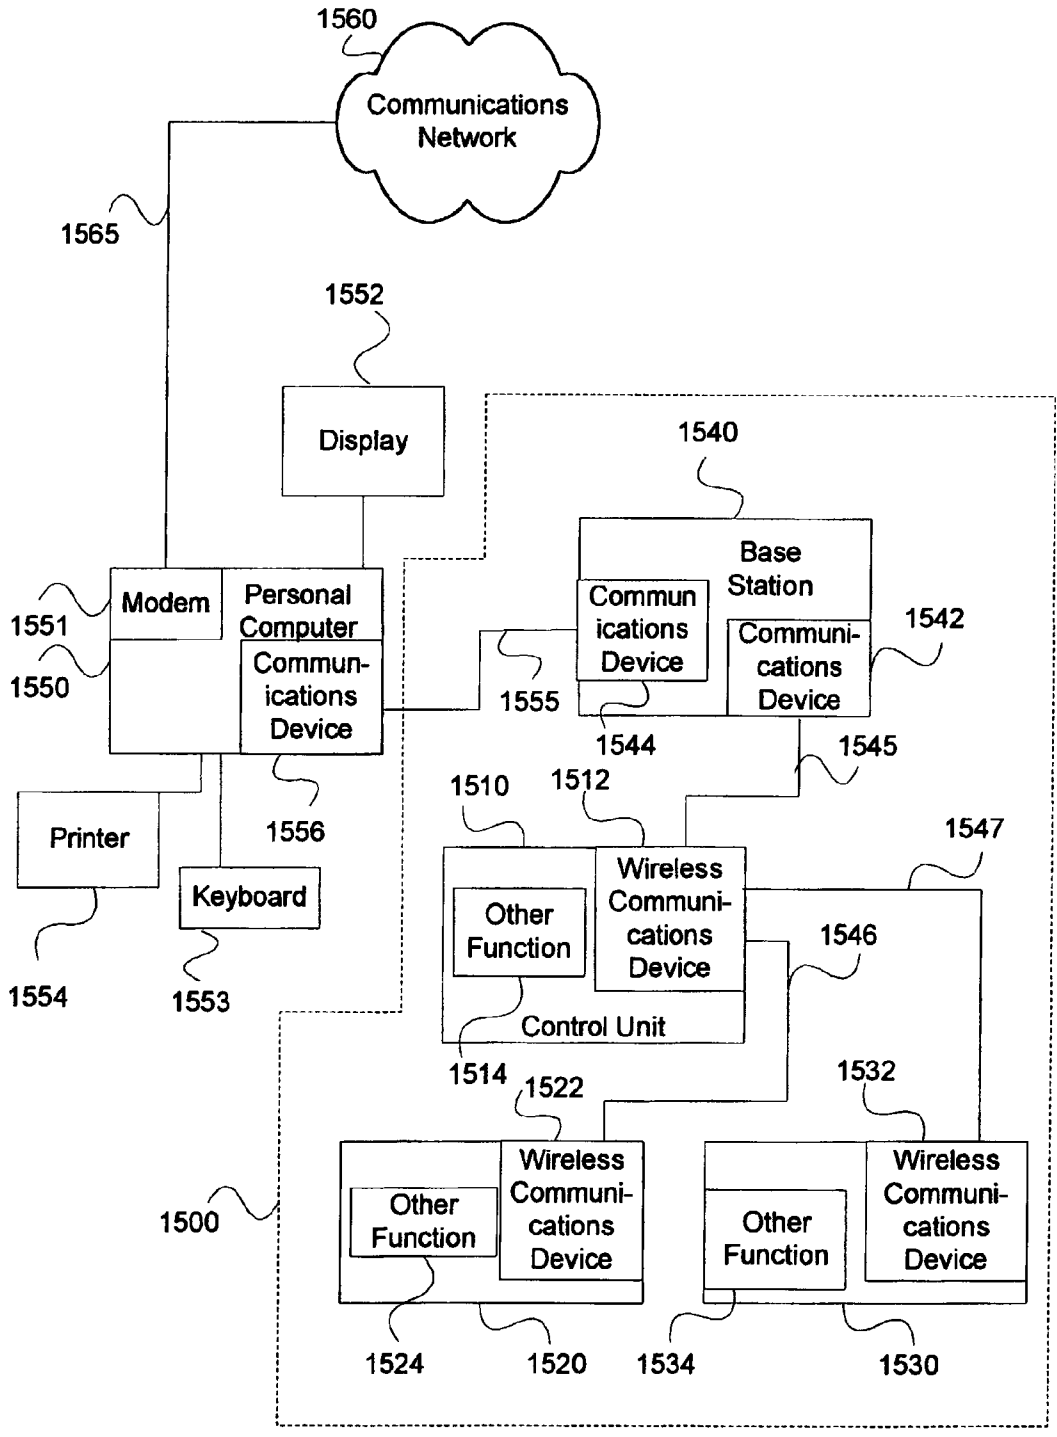 1560
Communications
Network
1565
1552
Display
1540
Base
Station
Modem
Personal
Computer
1551
1550
Commun-
ications
Device
Commun
ications
Device
Communi-
cations
Device
1542
1555
1544
1545
1556
1510
1512
Printer
Keyboard
1547
Wireless
Communi-
cations
Device
Other
Function
1546
1554
1553
Control Unit
1514
1522
1532
Wireless
Communi-
cations
Device
Other
Function
Wireless
Communi-
cations
Device
Other
Function
1500
1524
1520
1534
1530